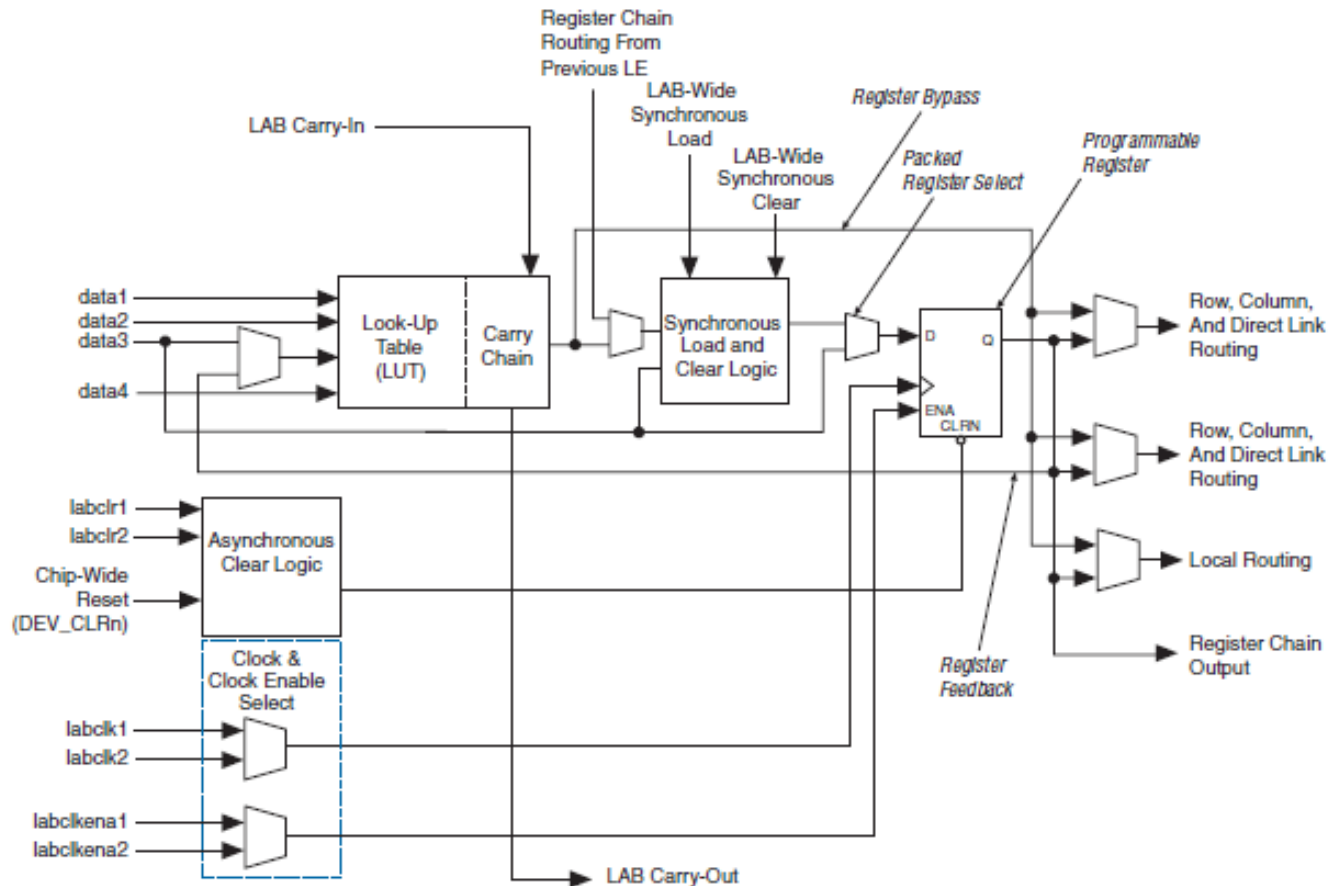 Register Chain
Routing From
Previous LE
LAB-Wide
Synchronous
Load
Register Bypass
LAB Carry-In
LAB-Wide
Synchronous
Clear
Packed
Register Select
Programmable
Register
data1
data2
data3
data4
Look-Up
Table
(LUT)
Carry
Chain
Synchronous
Load and
Clear Logic
D
Q
ENA
CLRN
Row, Column,
And Direct Link
Routing
Row, Column,
And Direct Link
Routing
Local Routing
Register Chain
Output
Register
Feedback
labclr1
labclr2
Chip-Wide
Reset
(DEV_CLRn)
Asynchronous
Clear Logic
Clock &
Clock Enable
Select
labclk1
labclk2
labclkena1
labclkena2
LAB Carry-Out